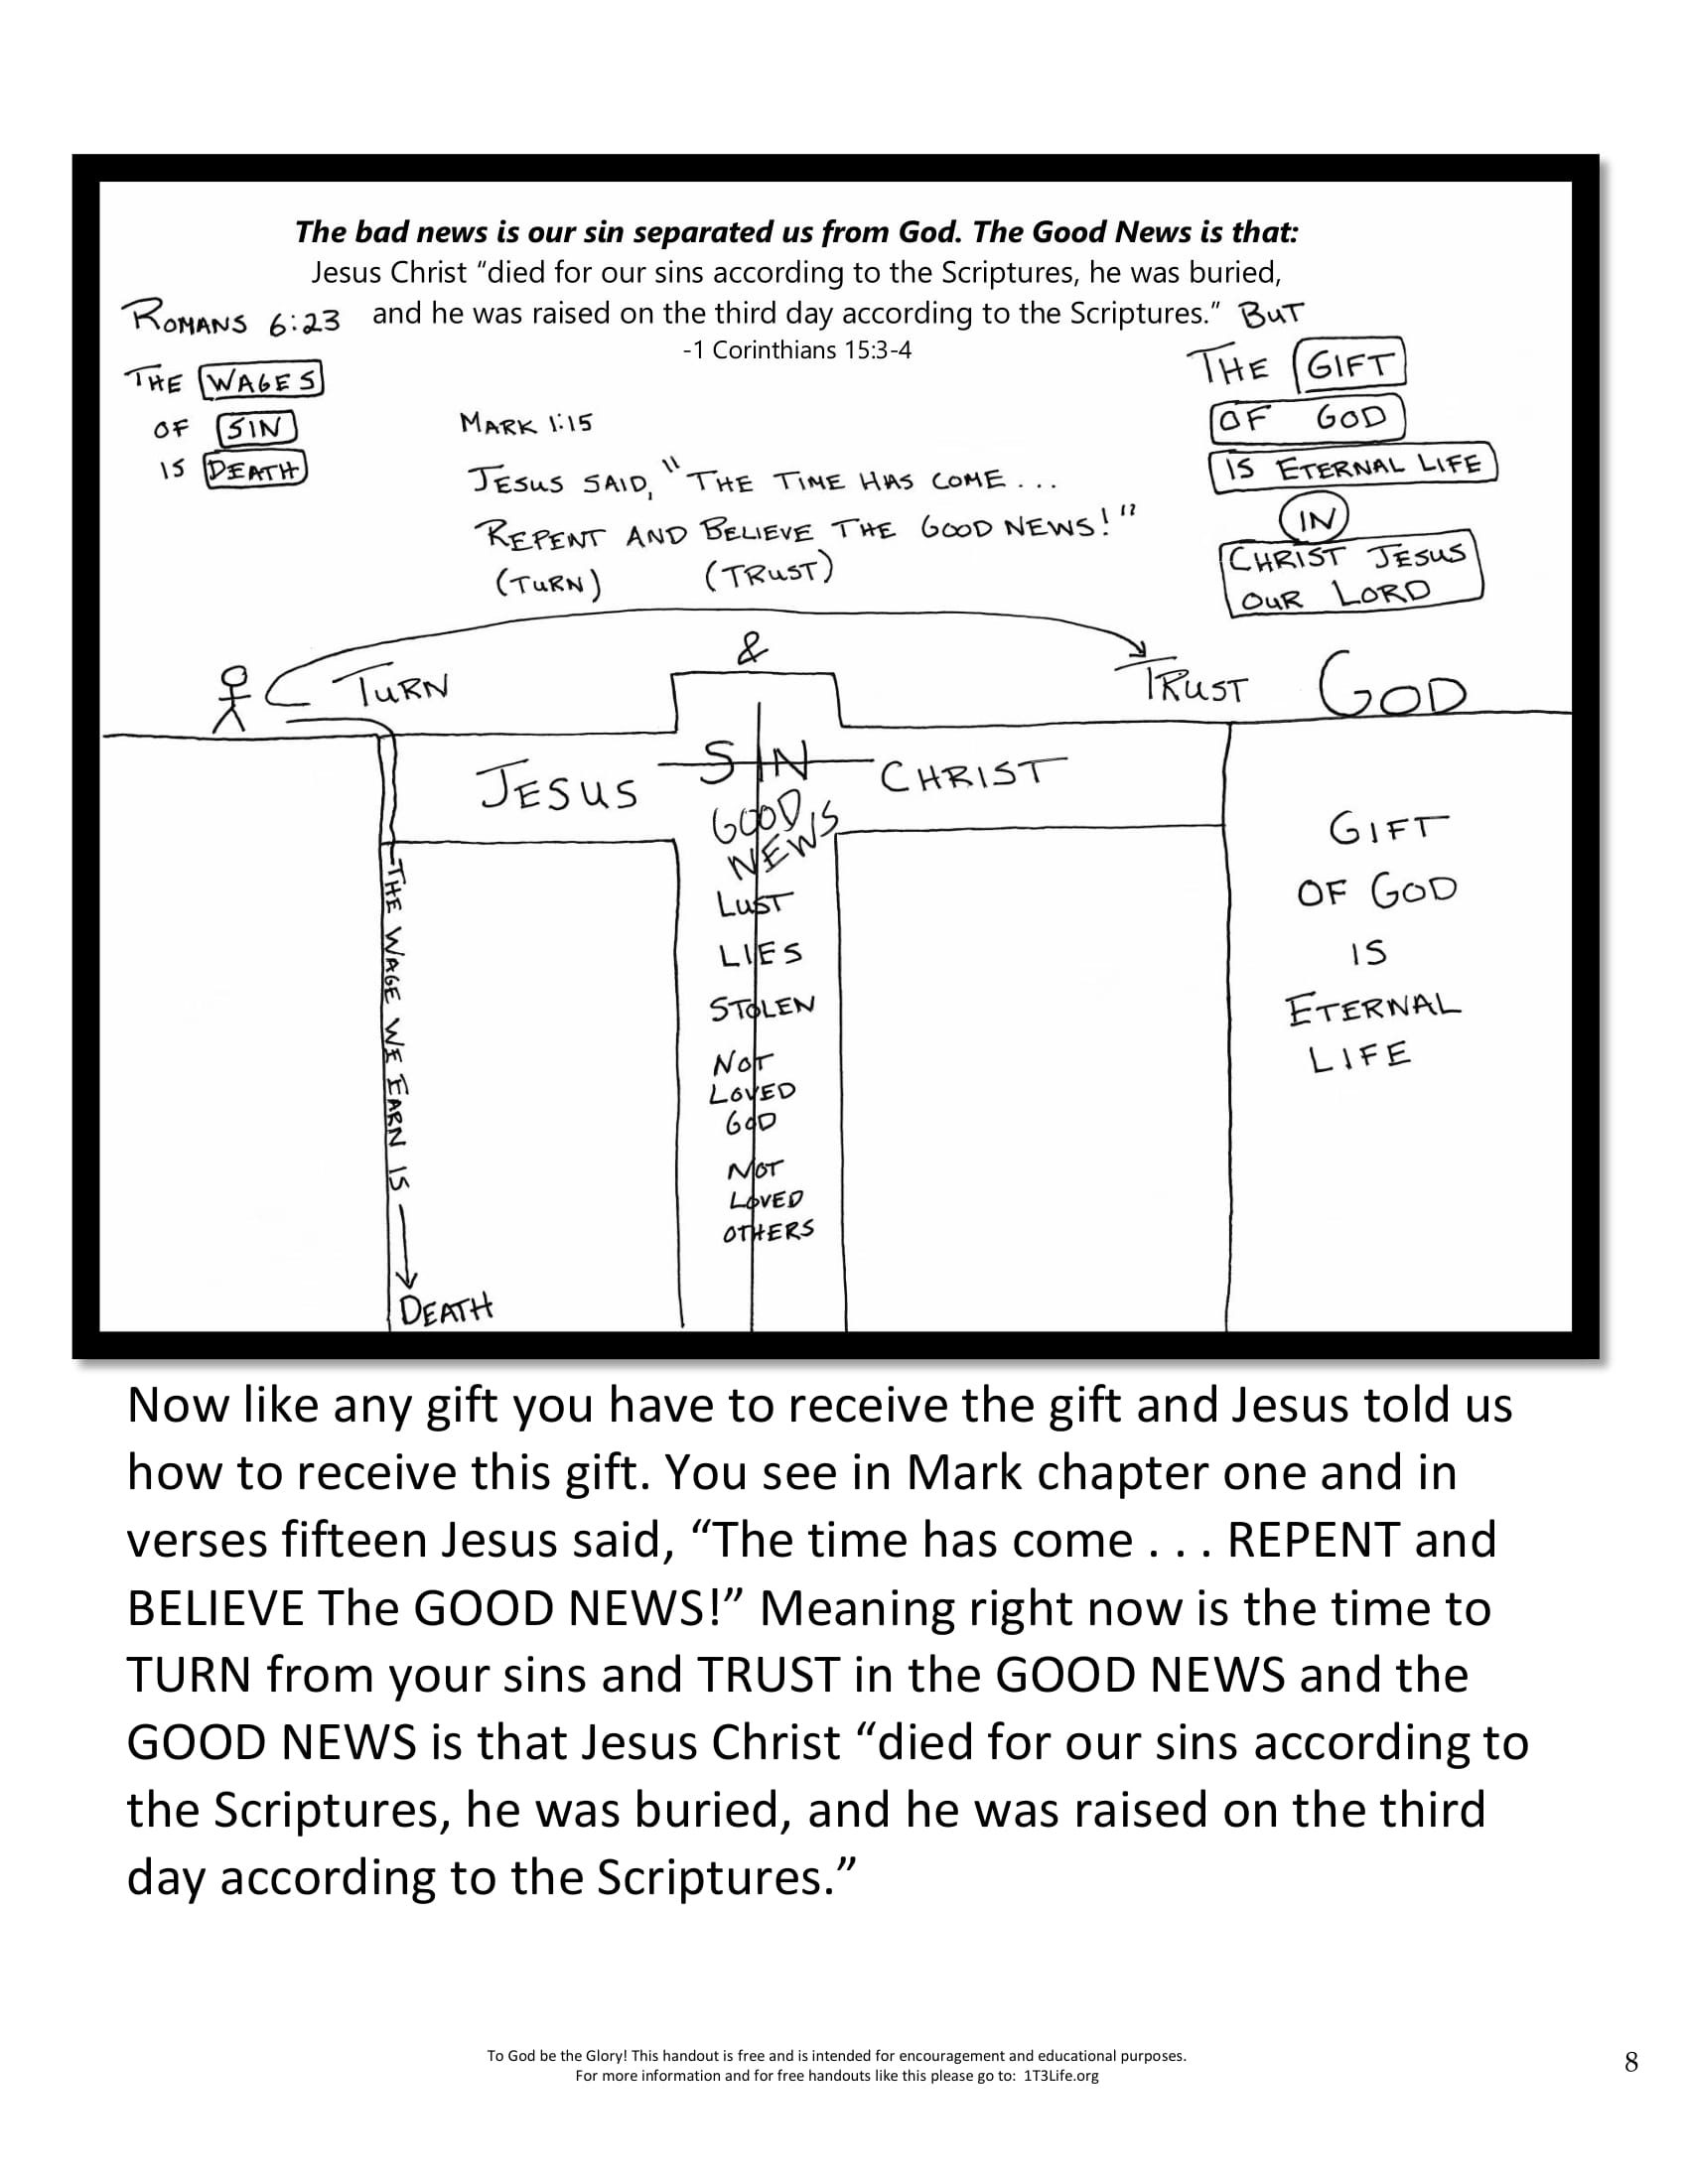 The bad news is our sin separated us from God. The Good News is that:
Jesus Christ “died for our sins according to the Scriptures, he was buried,
and he was raised on the third day according to the Scriptures.”
-1 Corinthians 15:3-4
ROMANS 6:23
THE WAGES
OF SIN
IS DEATH
MARK 1:15
JESUS SAID, "THE TIME HAS COME ...
REPENT AND BELIEVE THE GOOD NEWS!"
(TURN) (TRUST)
BUT
THE GIFT
OF GOD
IS ETERNAL LIFE
IN
CHRIST JESUS
OUR LORD
&
TURN
TRUST
GOD
JESUS
SIN
CHRIST
GOOD
NEWS IS
LUST
LIES
STOLEN
NOT
LOVED
GOD
NOT
LOVED
OTHERS
THE WAGE WE EARN IS
DEATH
GIFT
OF GOD
IS
ETERNAL
LIFE
Now like any gift you have to receive the gift and Jesus told us
how to receive this gift. You see in Mark chapter one and in
verses fifteen Jesus said, “The time has come . . . REPENT and
BELIEVE The GOOD NEWS!” Meaning right now is the time to
TURN from your sins and TRUST in the GOOD NEWS and the
GOOD NEWS is that Jesus Christ “died for our sins according to
the Scriptures, he was buried, and he was raised on the third
day according to the Scriptures.”
To God be the Glory! This handout is free and is intended for encouragement and educational purposes.
For more information and for free handouts like this please go to: 1T3Life.org
8